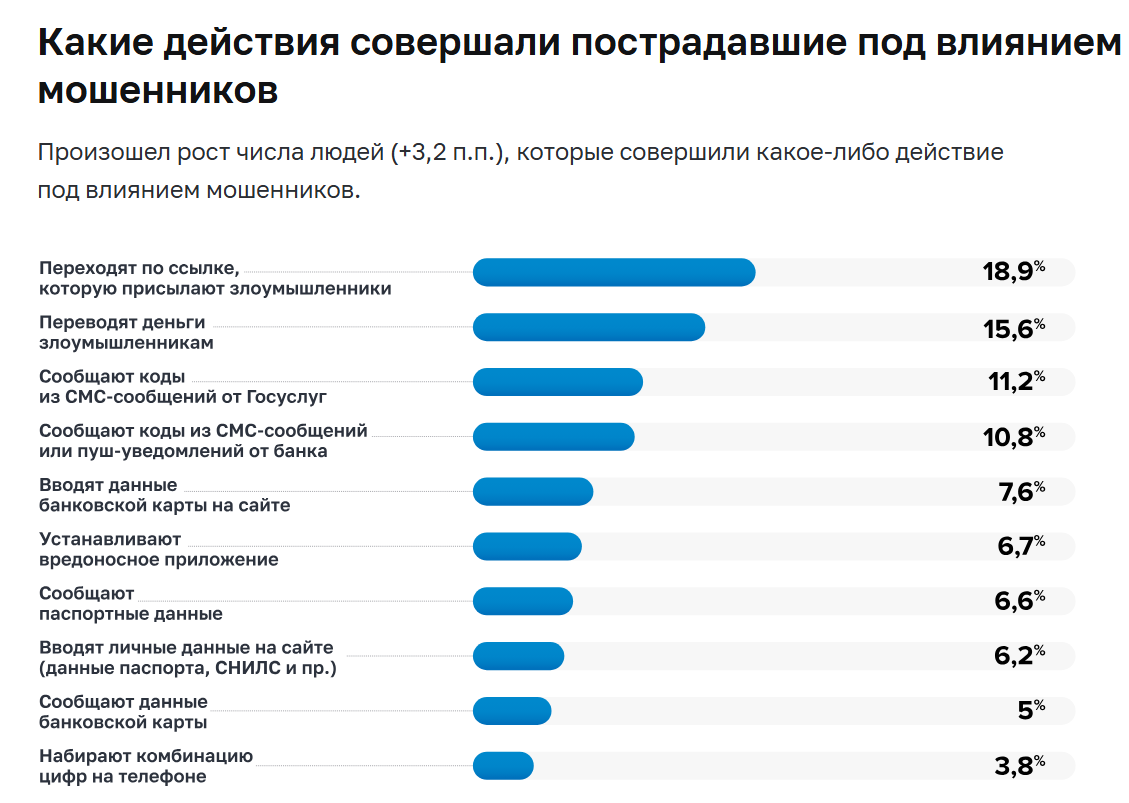 Какие действия совершали пострадавшие под влиянием
мошенников
Произошел рост числа людей (+3,2 п.п.), которые совершили какое-либо действие
под влиянием мошенников.
Переходят по ссылке,
которую присылают злоумышленники
18,9%
Переводят деньги
злоумышленникам
15,6%
Сообщают коды
из СМС-сообщений от Госуслуг
11,2%
Сообщают коды из СМС-сообщений
или пуш-уведомлений от банка
10,8%
Вводят данные
банковской карты на сайте
7,6%
Устанавливают
вредоносное приложение
6,7%
Сообщают
паспортные данные
6,6%
Вводят личные данные на сайте
(данные паспорта, СНИЛС и пр.)
6,2%
Сообщают данные
банковской карты
5%
Набирают комбинацию
цифр на телефоне
3,8%